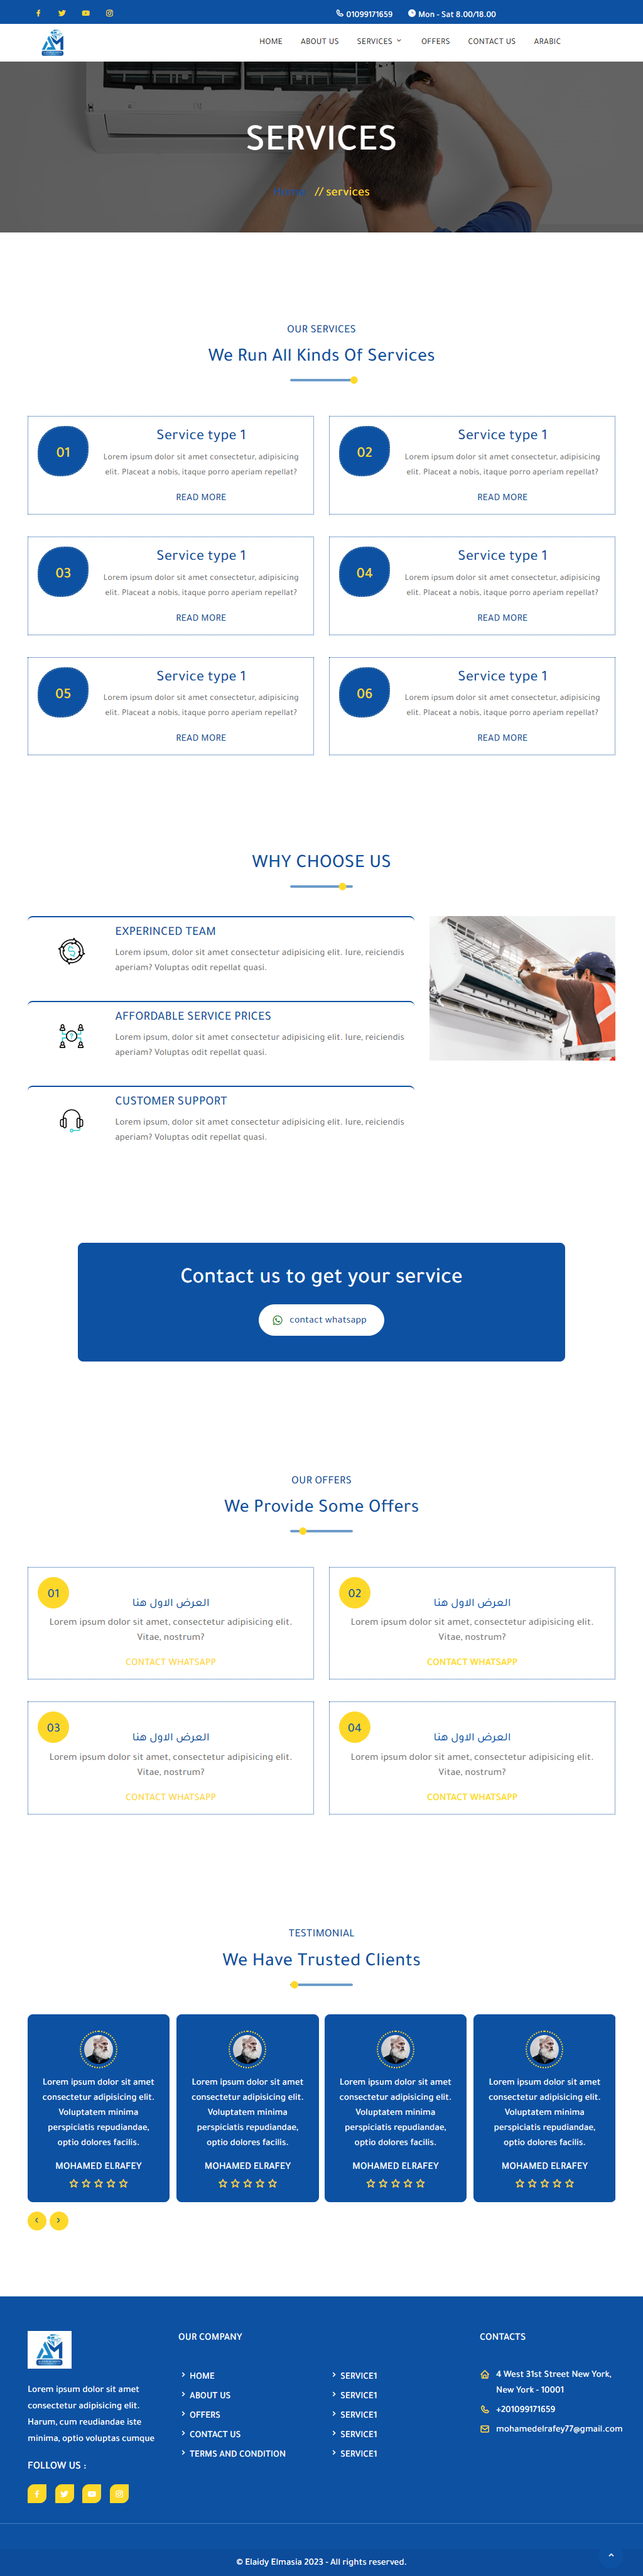 01099171659 Mon - Sat 8.00/18.00
HOME ABOUT US SERVICES OFFERS CONTACT US ARABIC
SERVICES
// services
OUR SERVICES
We Run All Kinds Of Services
01
Service type 1
Lorem ipsum dolor sit amet consectetur, adipisicing
elit. Placeat a nobis, itaque porro aperiam repellat?
READ MORE
02
Service type 1
Lorem ipsum dolor sit amet consectetur, adipisicing
elit. Placeat a nobis, itaque porro aperiam repellat?
READ MORE
03
Service type 1
Lorem ipsum dolor sit amet consectetur, adipisicing
elit. Placeat a nobis, itaque porro aperiam repellat?
READ MORE
04
Service type 1
Lorem ipsum dolor sit amet consectetur, adipisicing
elit. Placeat a nobis, itaque porro aperiam repellat?
READ MORE
05
Service type 1
Lorem ipsum dolor sit amet consectetur, adipisicing
elit. Placeat a nobis, itaque porro aperiam repellat?
READ MORE
06
Service type 1
Lorem ipsum dolor sit amet consectetur, adipisicing
elit. Placeat a nobis, itaque porro aperiam repellat?
READ MORE
WHY CHOOSE US
EXPERINCED TEAM
Lorem ipsum, dolor sit amet consectetur adipisicing elit. Iure, reiciendis
aperiam? Voluptas odit repellat quasi.
AFFORDABLE SERVICE PRICES
Lorem ipsum, dolor sit amet consectetur adipisicing elit. Iure, reiciendis
aperiam? Voluptas odit repellat quasi.
CUSTOMER SUPPORT
Lorem ipsum, dolor sit amet consectetur adipisicing elit. Iure, reiciendis
aperiam? Voluptas odit repellat quasi.
Contact us to get your service
contact whatsapp
OUR OFFERS
We Provide Some Offers
01
العرض الاول هنا
Lorem ipsum dolor sit amet, consectetur adipisicing elit.
Vitae, nostrum?
CONTACT WHATSAPP
02
العرض الاول هنا
Lorem ipsum dolor sit amet, consectetur adipisicing elit.
Vitae, nostrum?
CONTACT WHATSAPP
03
العرض الاول هنا
Lorem ipsum dolor sit amet, consectetur adipisicing elit.
Vitae, nostrum?
CONTACT WHATSAPP
04
العرض الاول هنا
Lorem ipsum dolor sit amet, consectetur adipisicing elit.
Vitae, nostrum?
CONTACT WHATSAPP
TESTIMONIAL
We Have Trusted Clients
Lorem ipsum dolor sit amet
consectetur adipisicing elit.
Voluptatem minima
perspiciatis repudiandae,
optio dolores facilis.
MOHAMED ELRAFEY
Lorem ipsum dolor sit amet
consectetur adipisicing elit.
Voluptatem minima
perspiciatis repudiandae,
optio dolores facilis.
MOHAMED ELRAFEY
Lorem ipsum dolor sit amet
consectetur adipisicing elit.
Voluptatem minima
perspiciatis repudiandae,
optio dolores facilis.
MOHAMED ELRAFEY
Lorem ipsum dolor sit amet
consectetur adipisicing elit.
Voluptatem minima
perspiciatis repudiandae,
optio dolores facilis.
MOHAMED ELRAFEY
Lorem ipsum dolor sit amet
consectetur adipisicing elit.
Harum, cum reudiandae iste
minima, optio voluptas cumque
FOLLOW US :
OUR COMPANY
HOME
ABOUT US
OFFERS
CONTACT US
TERMS AND CONDITION
SERVICE1
SERVICE1
SERVICE1
SERVICE1
SERVICE1
CONTACTS
4 West 31st Street New York,
New York - 10001
+201099171659
mohamedelrafey77@gmail.com
© Elaidy Elmasia 2023 - All rights reserved.